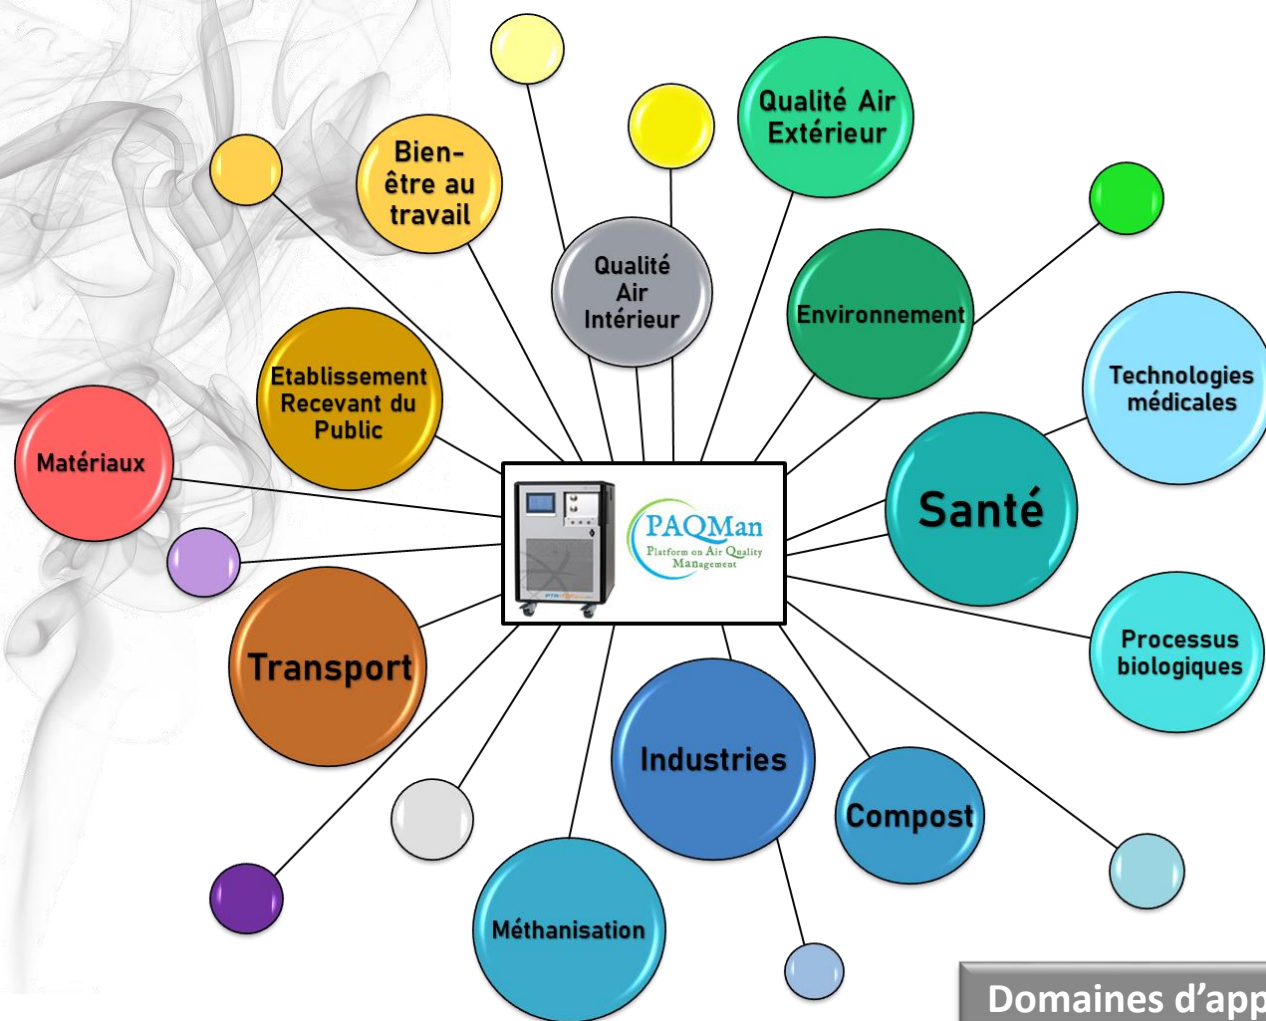 Qualité Air
Extérieur
Bien-
être au
travail
Qualité
Air
Intérieur
Environnement
Technologies
médicales
Etablissement
Recevant du
Public
Matériaux
Santé
PAQMan
Platform on Air Quality
Management
Processus
biologiques
Transport
Industries
Compost
Méthanisation
Domaines d'app